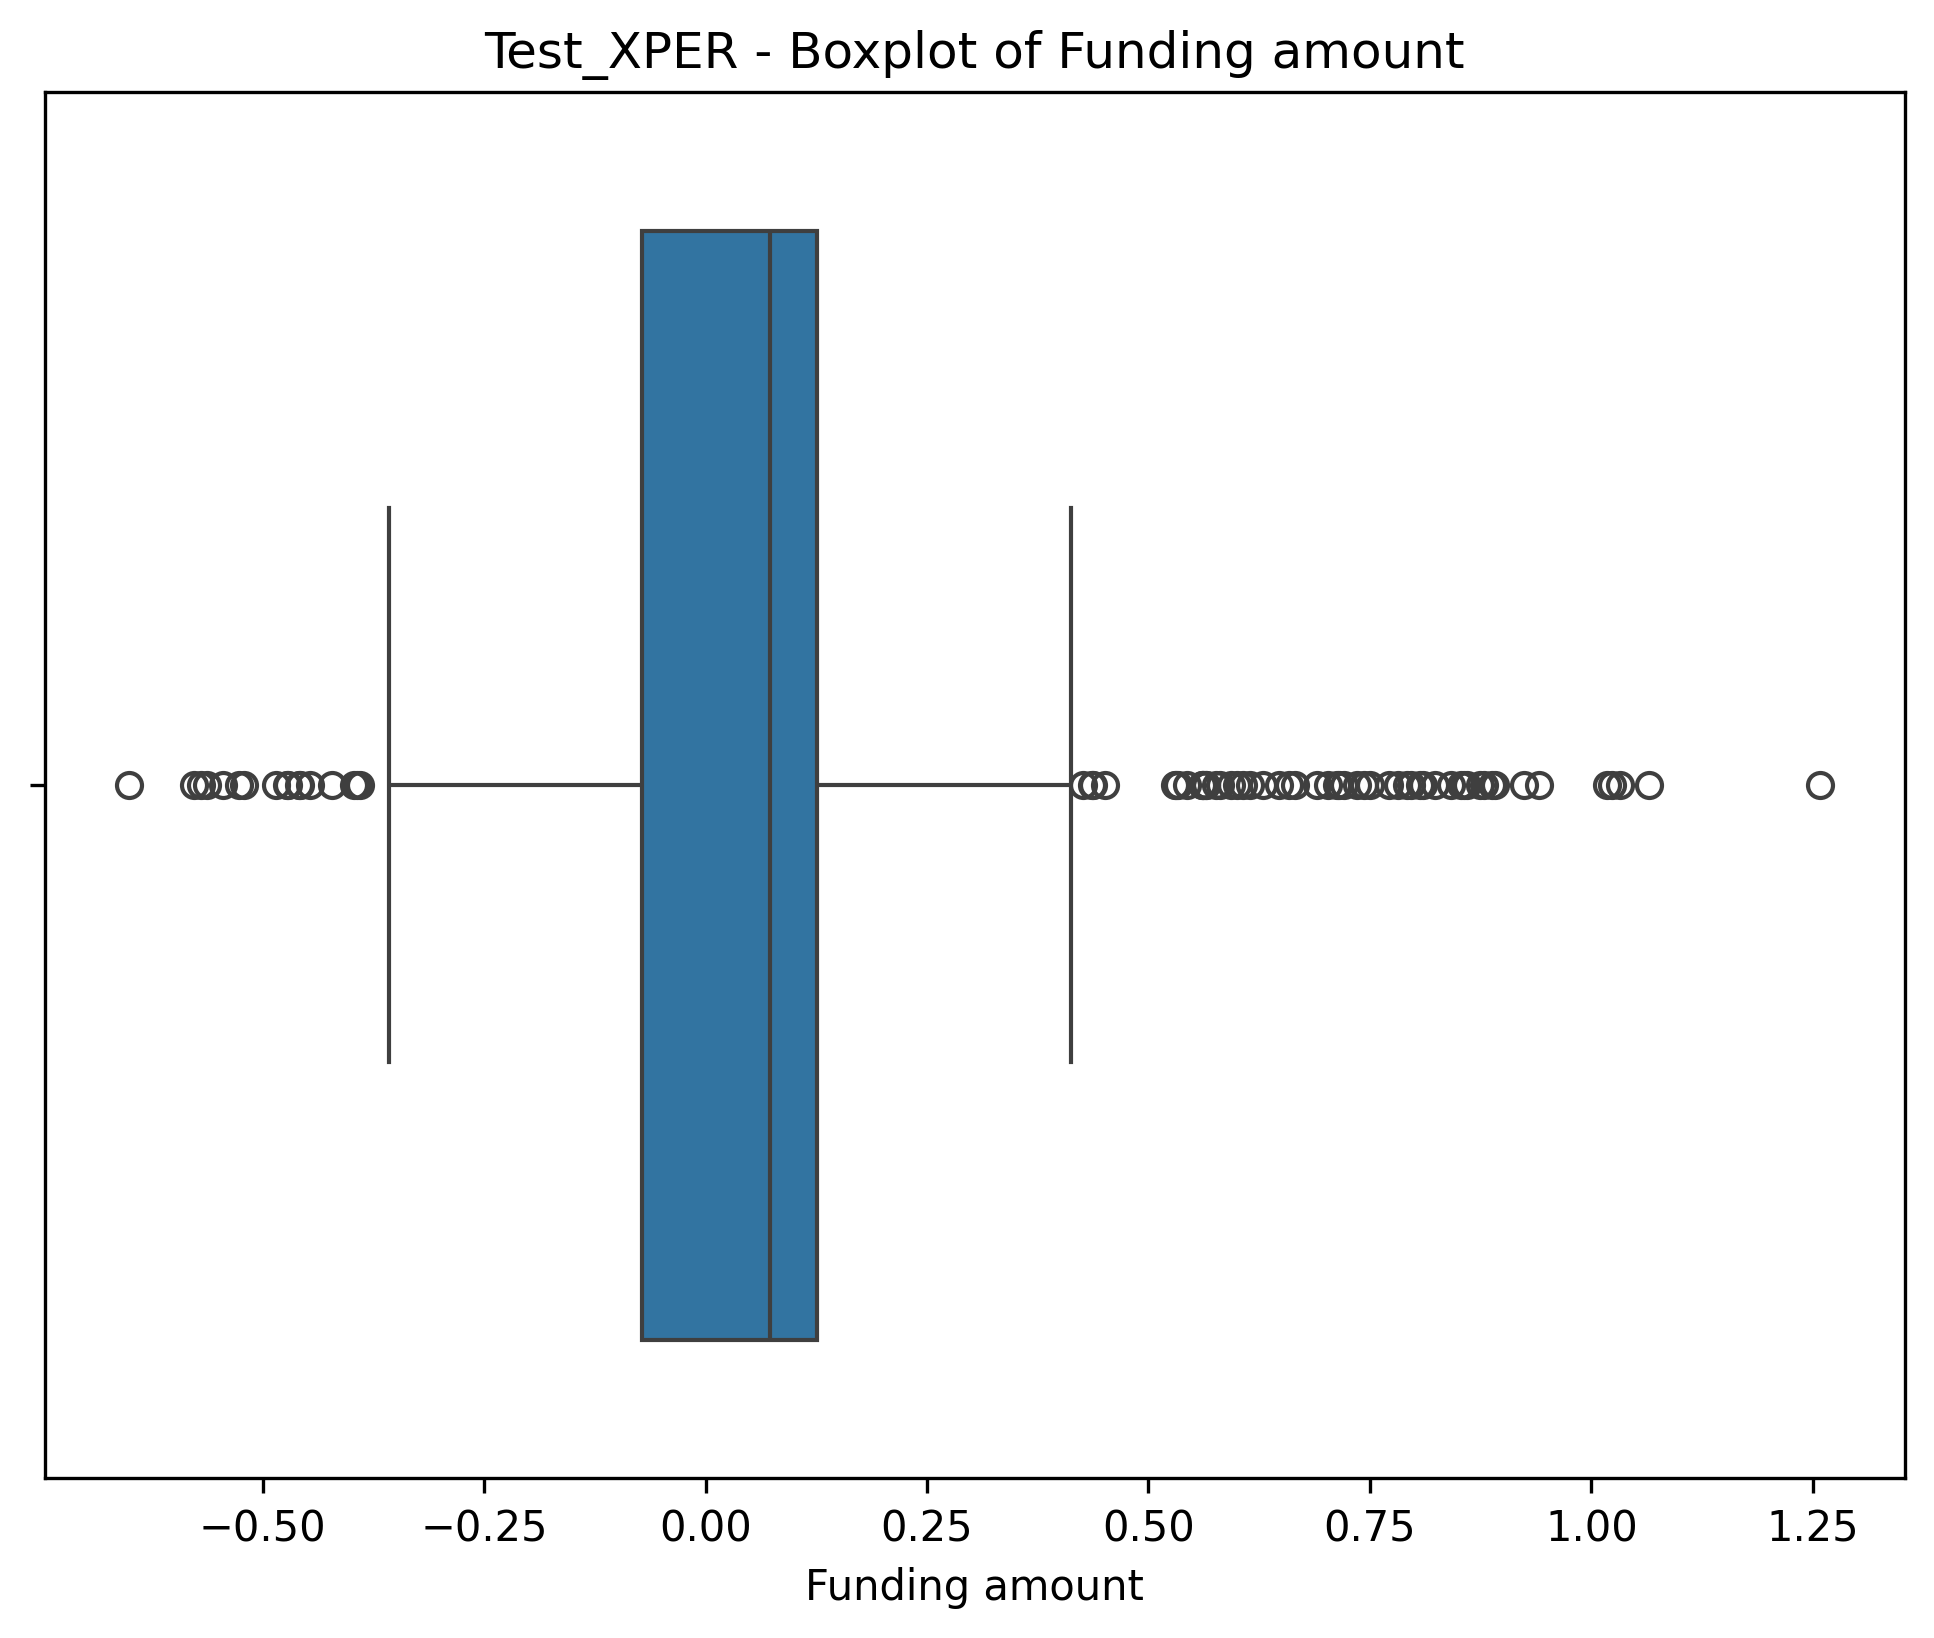 Test_XPER - Boxplot of Funding amount
−0.50 −0.25 0.00 0.25 0.50 0.75 1.00 1.25
Funding amount